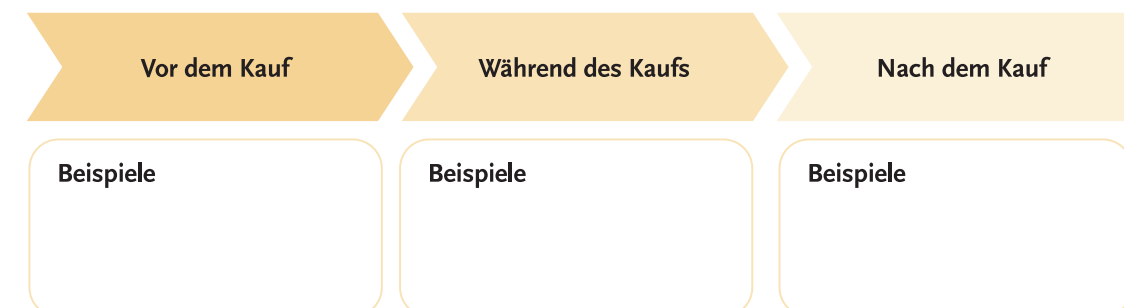 Vor dem Kauf
Während des Kaufs
Nach dem Kauf
Beispiele
Beispiele
Beispiele